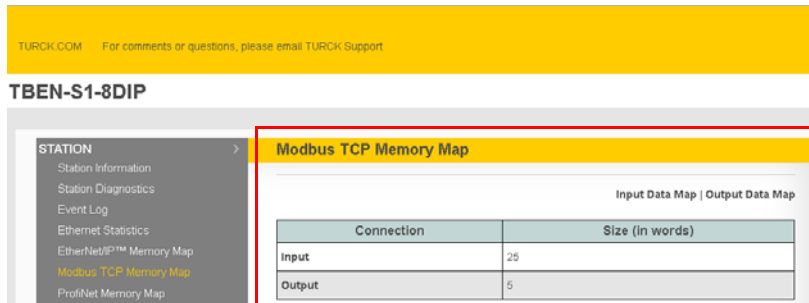 TURCK.COM For comments or questions, please email TURCK Support
TBEN-S1-8DIP
STATION >
Station Information
Station Diagnostics
Event Log
Ethernet Statistics
EtherNet/IP™ Memory Map
Modbus TCP Memory Map
ProfiNet Memory Map
Modbus TCP Memory Map
Input Data Map | Output Data Map
Connection Size (in words)
Input 25
Output 5